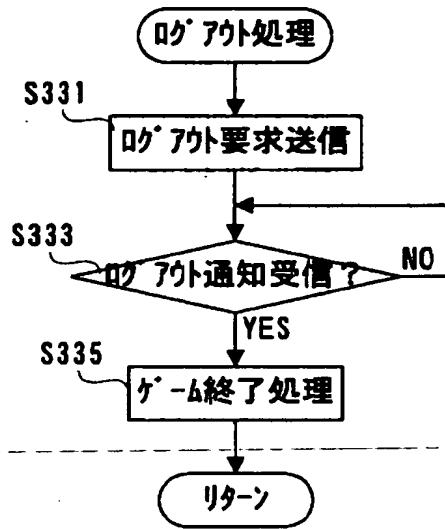 ﾛｸﾞｱｳﾄ処理
S331
ﾛｸﾞｱｳﾄ要求送信
S333
ﾛｸﾞｱｳﾄ通知受信？
NO
YES
S335
ｹﾞｰﾑ終了処理
ﾘﾀｰﾝ